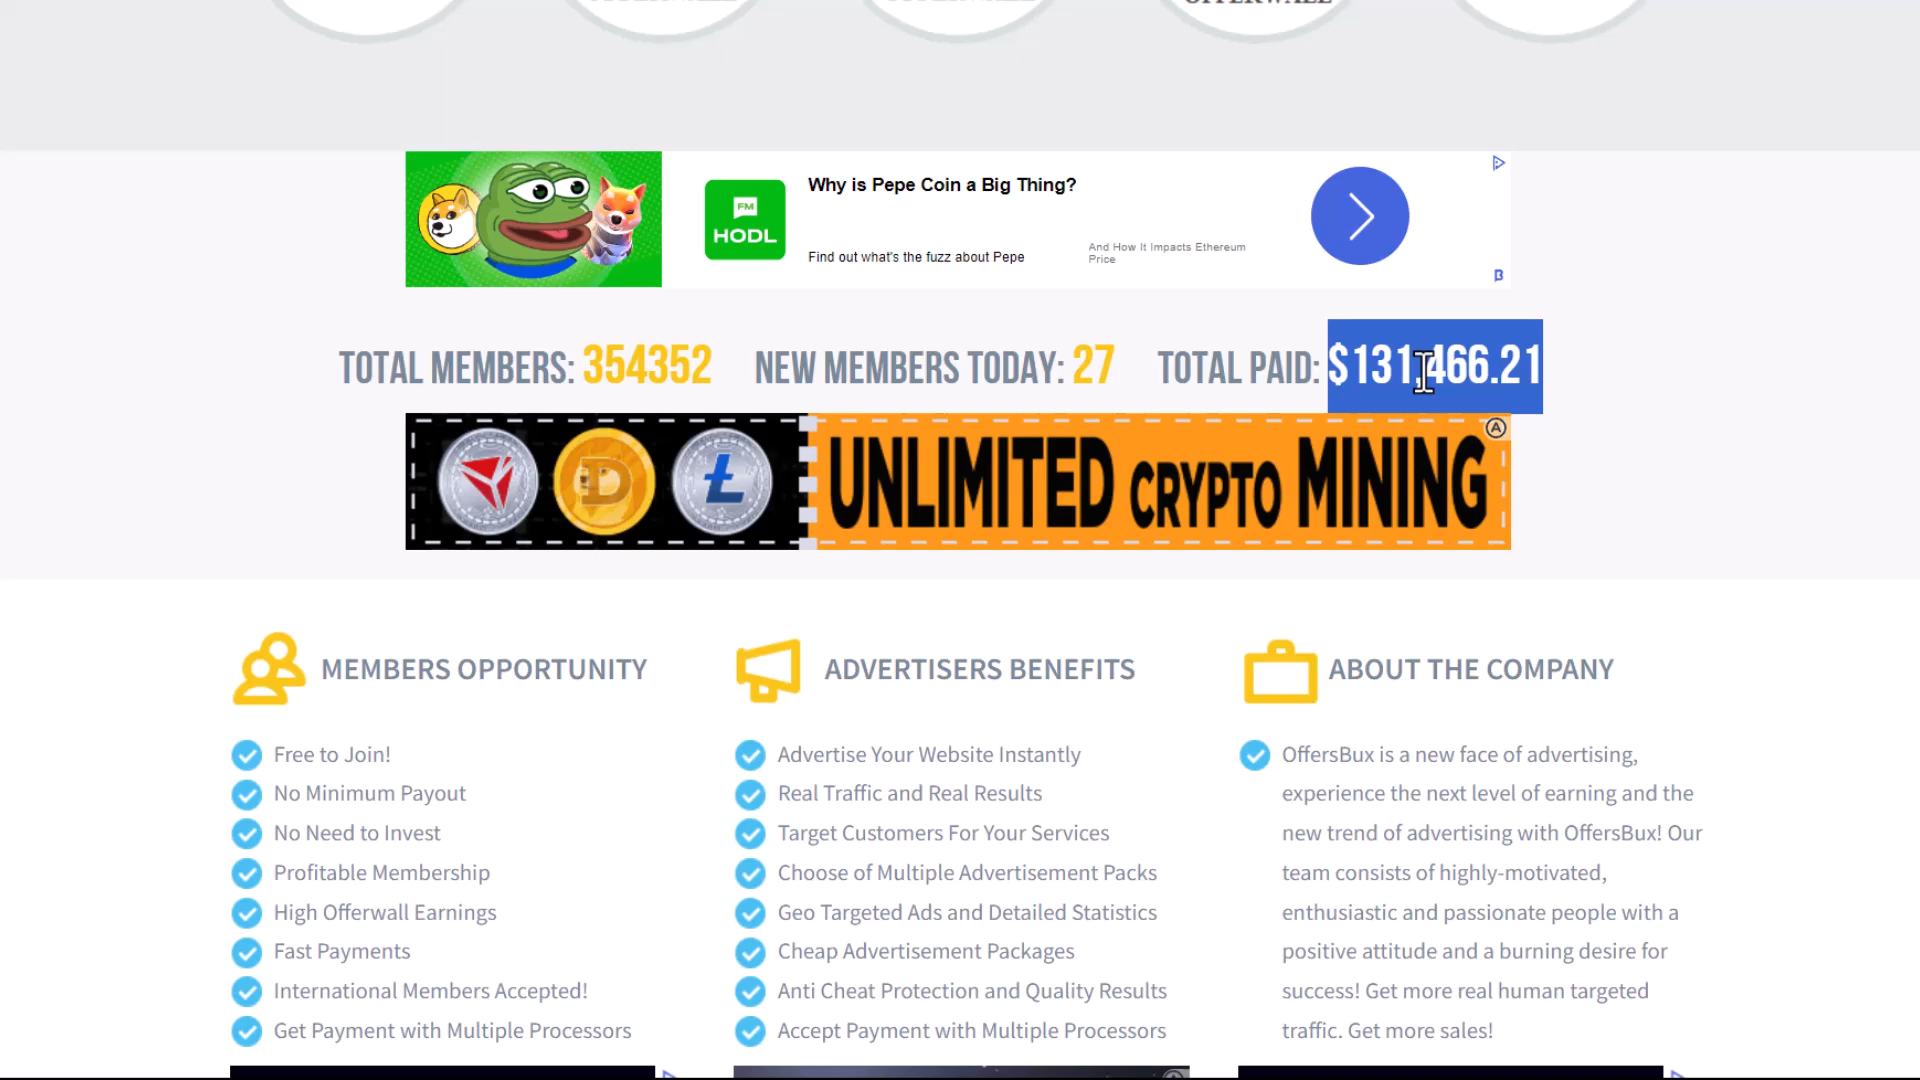 Why is Pepe Coin a Big Thing?
FM
HODL
Find out what's the fuzz about Pepe
And How It Impacts Ethereum
Price
TOTAL MEMBERS: 354352 NEW MEMBERS TODAY: 27 TOTAL PAID: $131,466.21
UNLIMITED CRYPTO MINING
MEMBERS OPPORTUNITY
Free to Join!
No Minimum Payout
No Need to Invest
Profitable Membership
High Offerwall Earnings
Fast Payments
International Members Accepted!
Get Payment with Multiple Processors
ADVERTISERS BENEFITS
Advertise Your Website Instantly
Real Traffic and Real Results
Target Customers For Your Services
Choose of Multiple Advertisement Packs
Geo Targeted Ads and Detailed Statistics
Cheap Advertisement Packages
Anti Cheat Protection and Quality Results
Accept Payment with Multiple Processors
ABOUT THE COMPANY
OffersBux is a new face of advertising,
experience the next level of earning and the
new trend of advertising with OffersBux! Our
team consists of highly-motivated,
enthusiastic and passionate people with a
positive attitude and a burning desire for
success! Get more real human targeted
traffic. Get more sales!